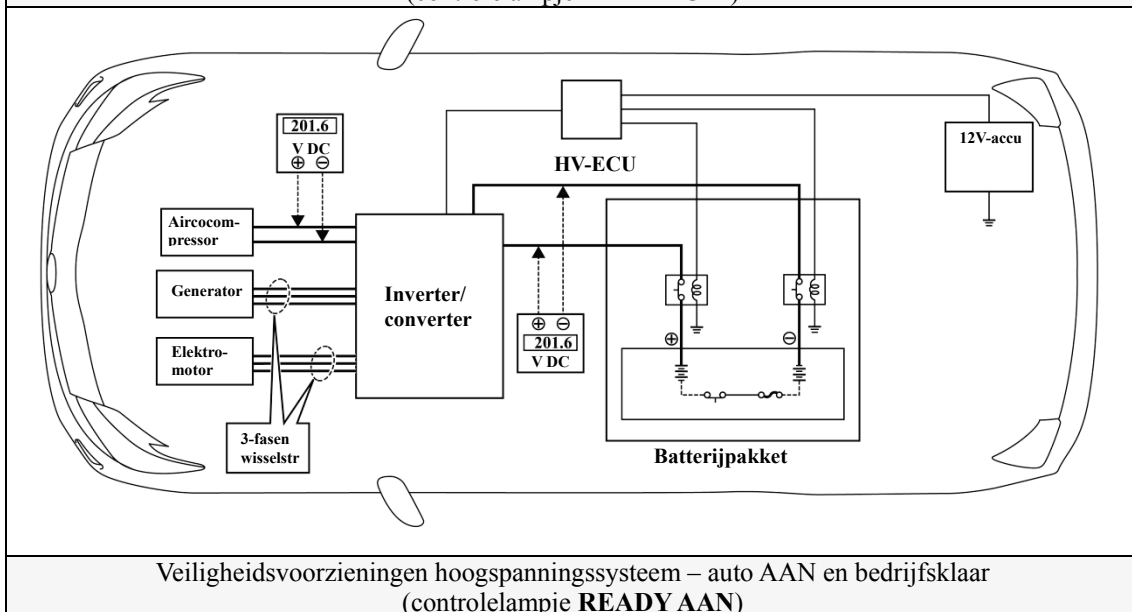 201.6
V DC
⊕ ⊖
HV-ECU
12V-accu
Aircocom-
pressor
Generator
Elektro-
motor
Inverter/
converter
⊕ ⊖
201.6
V DC
⊕ ⊖
3-fasen
wisselstr
Batterijpakket
Veiligheidsvoorzieningen hoogspanningssysteem – auto AAN en bedrijfsklaar
(controlelampje READY AAN)